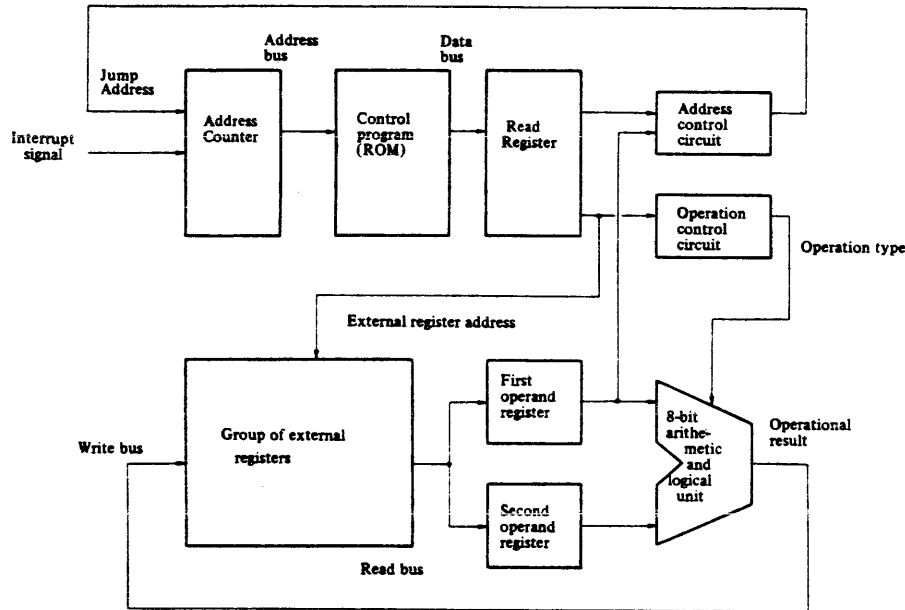 Jump
Address
Interrupt
signal
Address
bus
Data
bus
Address
Counter
Control
program
(ROM)
Read
Register
Address
control
circuit
Operation
control
circuit
Operation type
External register address
Group of external
registers
Write bus
Read bus
First
operand
register
Second
operand
register
8-bit
arithe-
metic
and
logical
unit
Operational
result